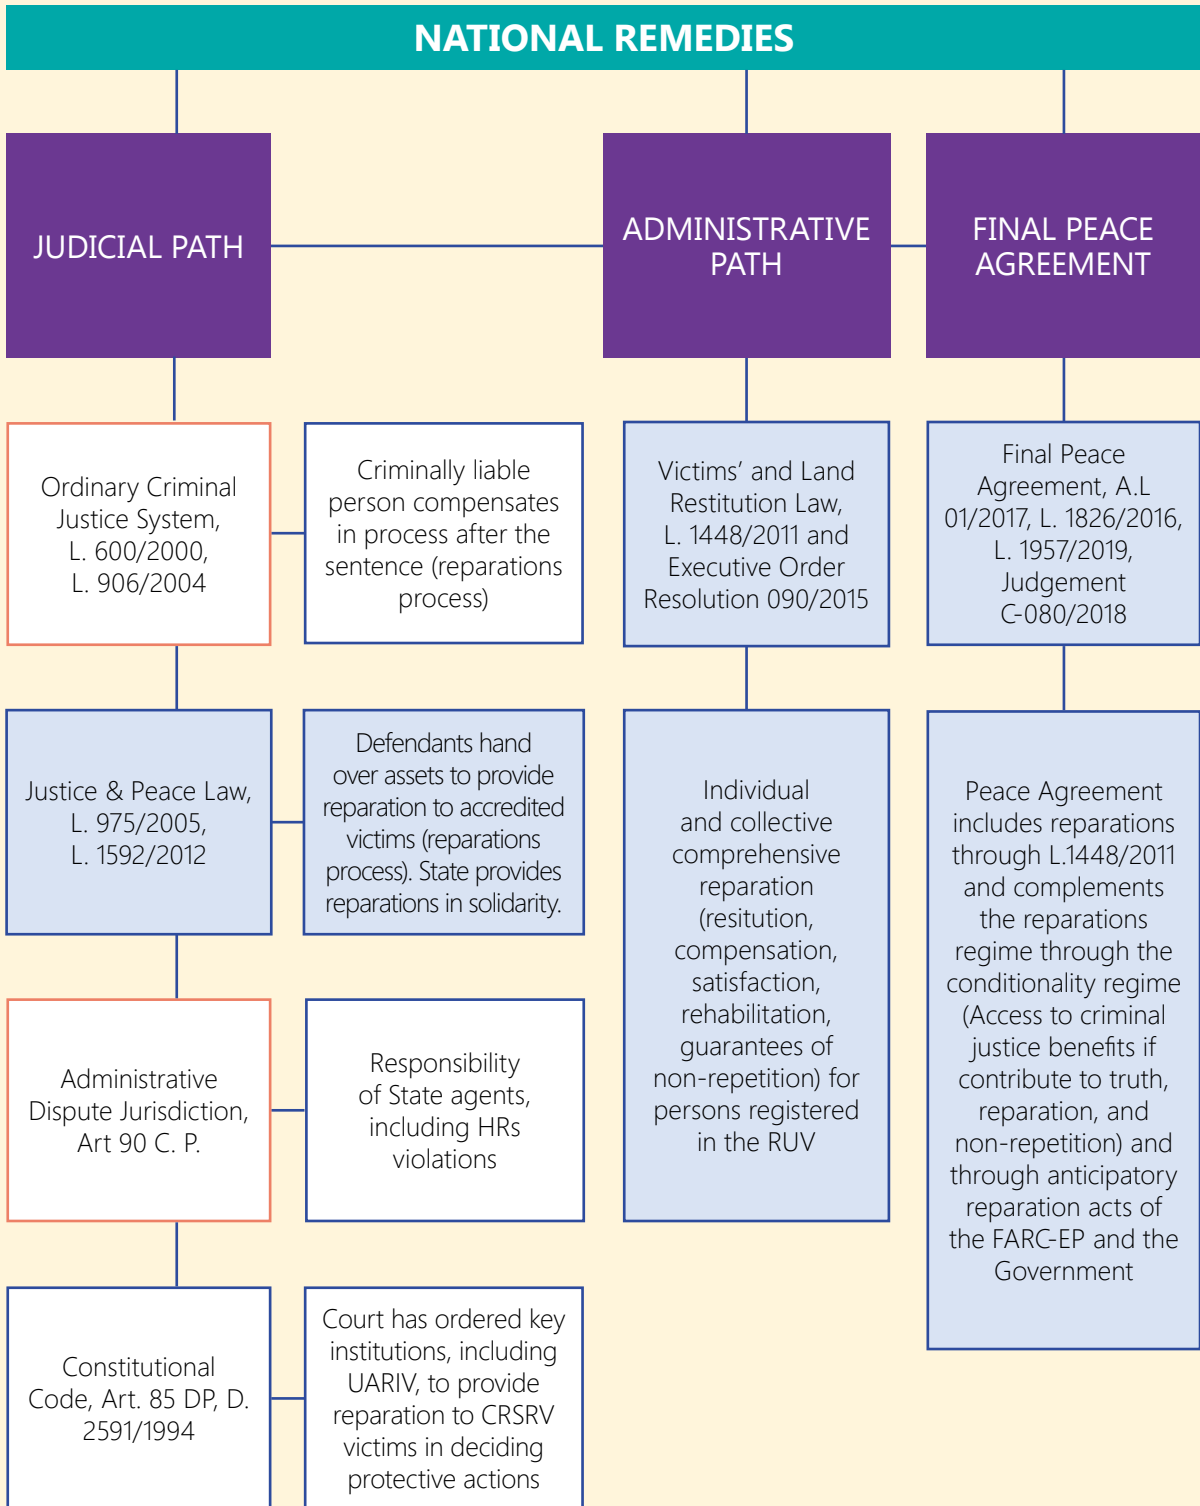 NATIONAL REMEDIES
JUDICIAL PATH
ADMINISTRATIVE
PATH
FINAL PEACE
AGREEMENT
Ordinary Criminal
Justice System,
L. 600/2000,
L. 906/2004
Criminally liable
person compensates
in process after the
sentence (reparations
process)
Justice & Peace Law,
L. 975/2005,
L. 1592/2012
Defendants hand
over assets to provide
reparation to accredited
victims (reparations
process). State provides
reparations in solidarity.
Administrative
Dispute Jurisdiction,
Art 90 C. P.
Responsibility
of State agents,
including HRs
violations
Constitutional
Code, Art. 85 DP, D.
2591/1994
Court has ordered key
institutions, including
UARIV, to provide
reparation to CRSRV
victims in deciding
protective actions
Victims’ and Land
Restitution Law,
L. 1448/2011 and
Executive Order
Resolution 090/2015
Individual
and collective
comprehensive
reparation
(resitution,
compensation,
satisfaction,
rehabilitation,
guarantees of
non-repetition) for
persons registered
in the RUV
Final Peace
Agreement, A.L
01/2017, L. 1826/2016,
L. 1957/2019,
Judgement
C-080/2018
Peace Agreement
includes reparations
through L.1448/2011
and complements
the reparations
regime through the
conditionality regime
(Access to criminal
justice benefits if
contribute to truth,
reparation, and
non-repetition) and
through anticipatory
reparation acts of
the FARC-EP and the
Government